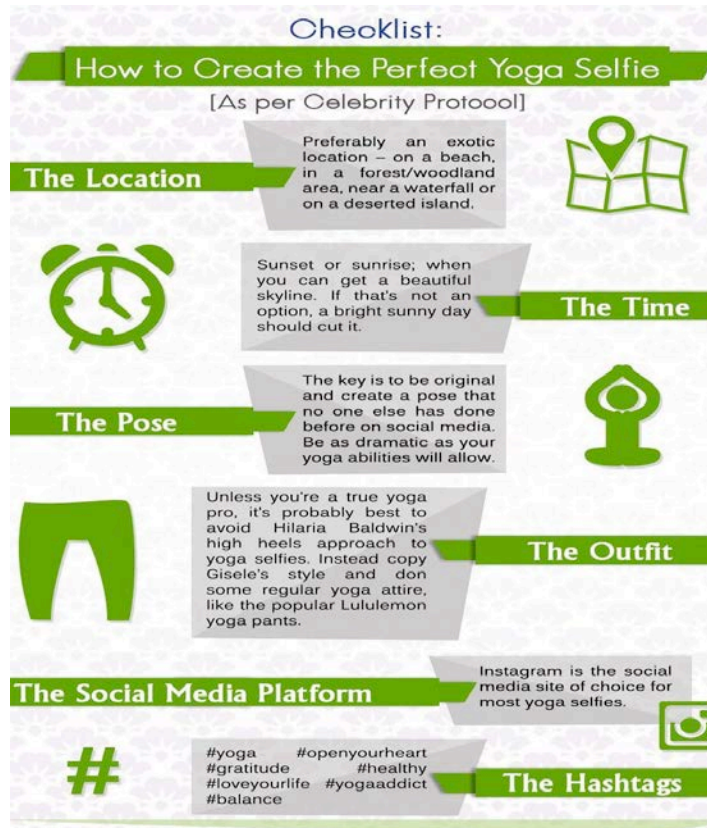 Checklist:
How to Create the Perfect Yoga Selfie
[As per Celebrity Protocol]
The Location
Preferably an exotic
location – on a beach,
in a forest/woodland
area, near a waterfall or
on a deserted island.
Sunset or sunrise; when
you can get a beautiful
skyline. If that's not an
option, a bright sunny day
should cut it.
The Time
The Pose
The key is to be original
and create a pose that
no one else has done
before on social media.
Be as dramatic as your
yoga abilities will allow.
Unless you're a true yoga
pro, it's probably best to
avoid Hilaria Baldwin's
high heels approach to
yoga selfies. Instead copy
Gisele's style and don
some regular yoga attire,
like the popular Lululemon
yoga pants.
The Outfit
The Social Media Platform
Instagram is the social
media site of choice for
most yoga selfies.
#
#yoga #openyourheart
#gratitude #healthy
#loveyourlife #yogaaddict
#balance
The Hashtags